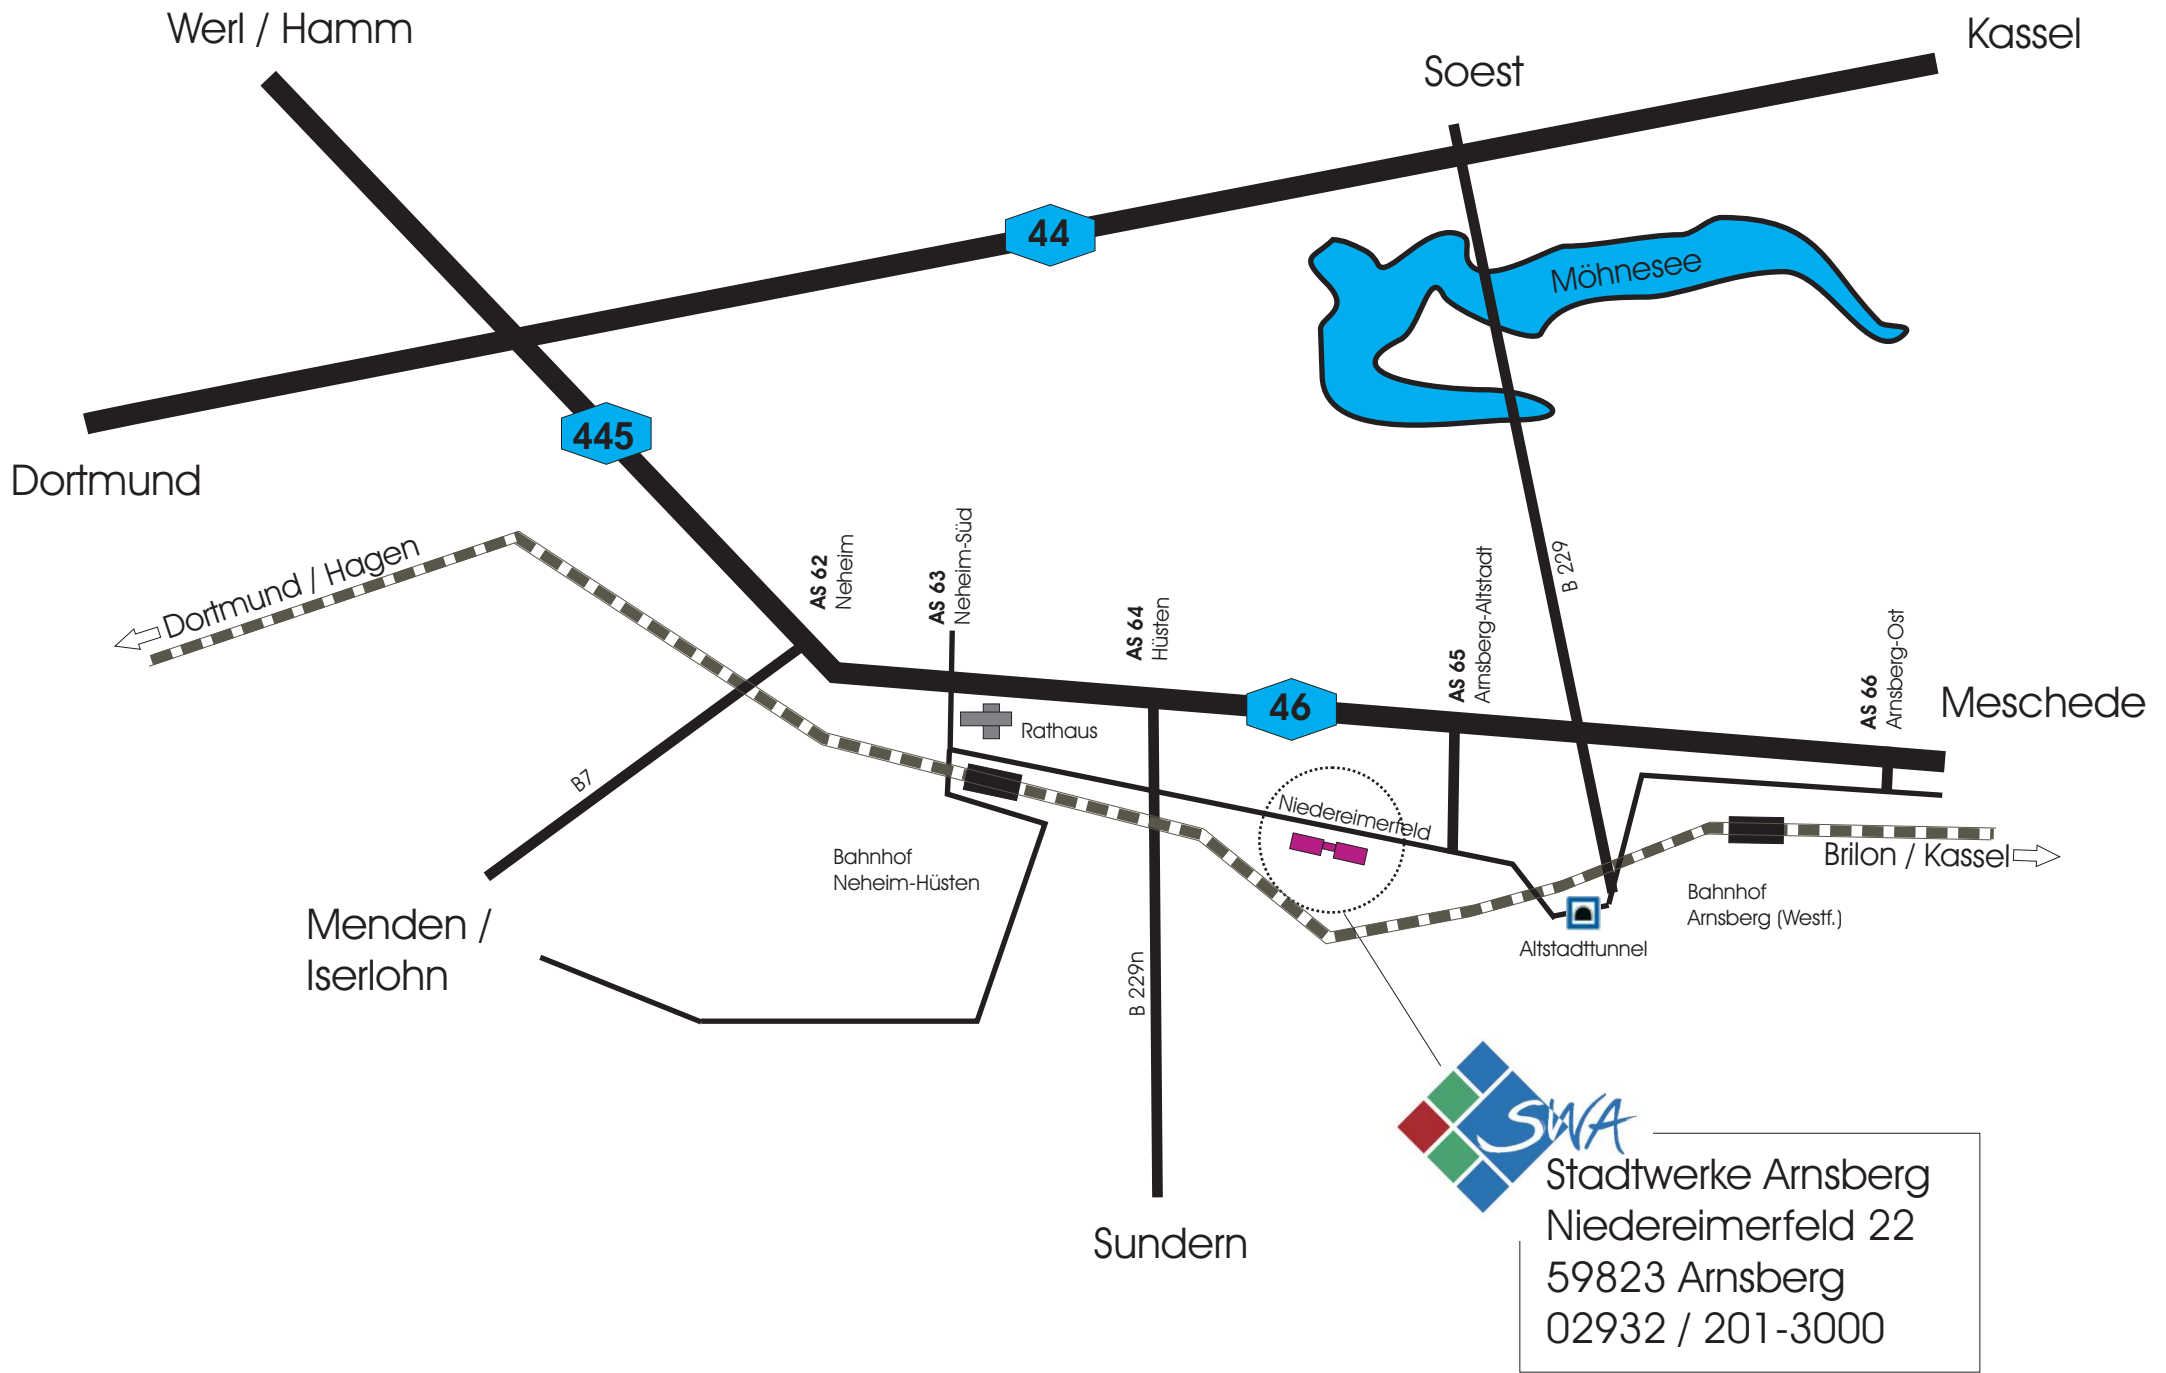 Werl / Hamm
Kassel
Soest
44
Möhnesee
445
Dortmund
Dortmund / Hagen
AS 62
Neheim
AS 63
Neheim-Süd
AS 64
Hüsten
AS 65
Arnsberg-Altstadt
B 229
AS 66
Arnsberg-Ost
Meschede
46
Rathaus
B7
Niedereimerfeld
Bahnhof
Neheim-Hüsten
Brilon / Kassel
Bahnhof
Arnsberg (Westf.)
Altstadttunnel
Menden /
Iserlohn
B 229n
Sundern
SWA
Stadtwerke Arnsberg
Niedereimerfeld 22
59823 Arnsberg
02932 / 201-3000